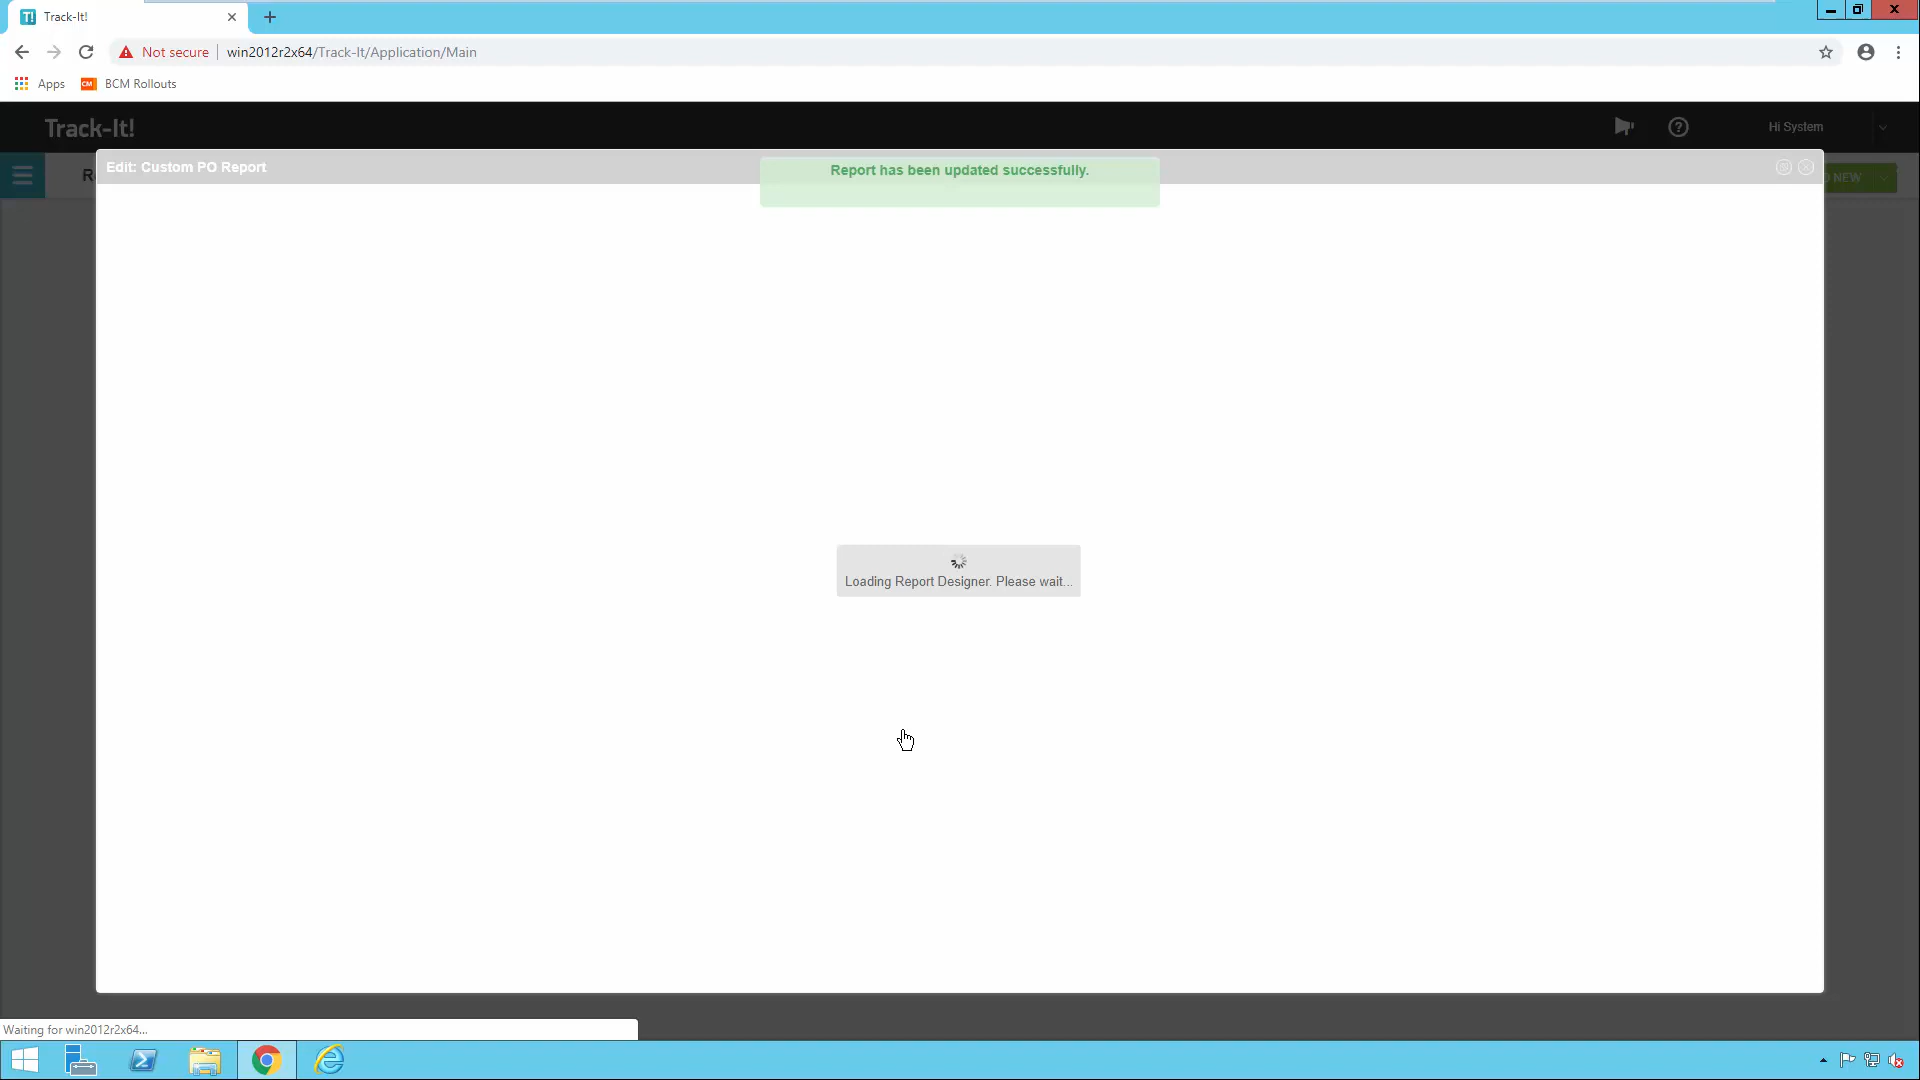 Track-It!
Not secure win2012r2x64/Track-It/Application/Main
Apps BCM Rollouts
Track-It!
Hi System
Edit: Custom PO Report
Report has been updated successfully.
NEW
Loading Report Designer. Please wait...
Waiting for win2012r2x64...